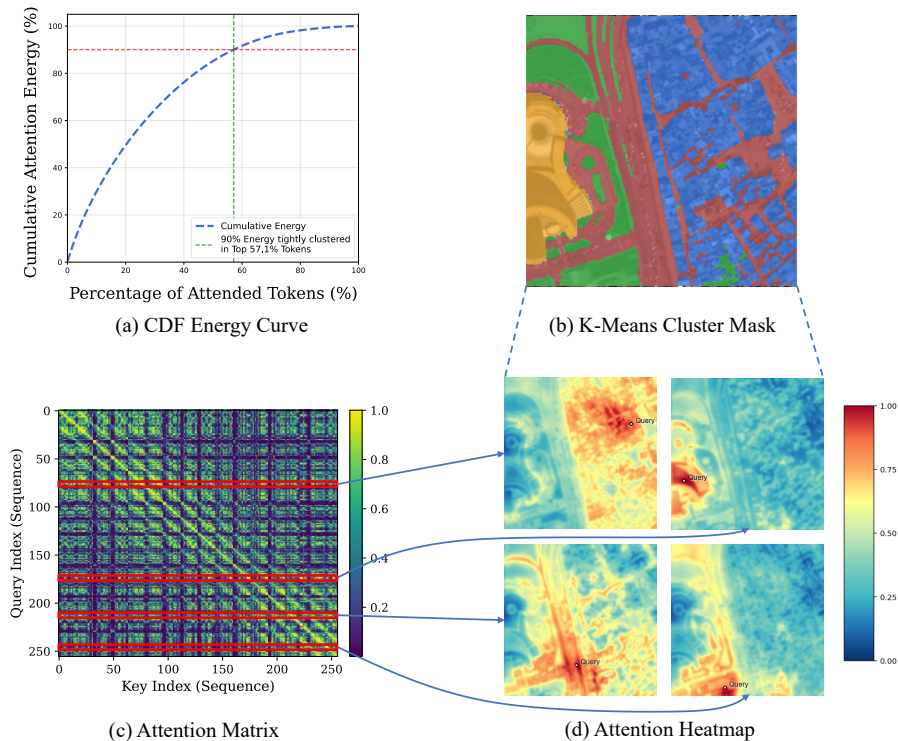 Cumulative Attention Energy (%)
100
80
60
40
20
0
0 20 40 60 80 100
Cumulative Energy
90% Energy tightly clustered
in Top 57,1% Tokens
Percentage of Attended Tokens (%)
(a) CDF Energy Curve
(b) K-Means Cluster Mask
Query Index (Sequence)
0
50
100
150
200
250
0 50 100 150 200 250
Key Index (Sequence)
1.0
0.8
0.6
0.4
0.2
(c) Attention Matrix
Query
Query
Query
Query
1.00
0.75
0.50
0.25
0.00
(d) Attention Heatmap